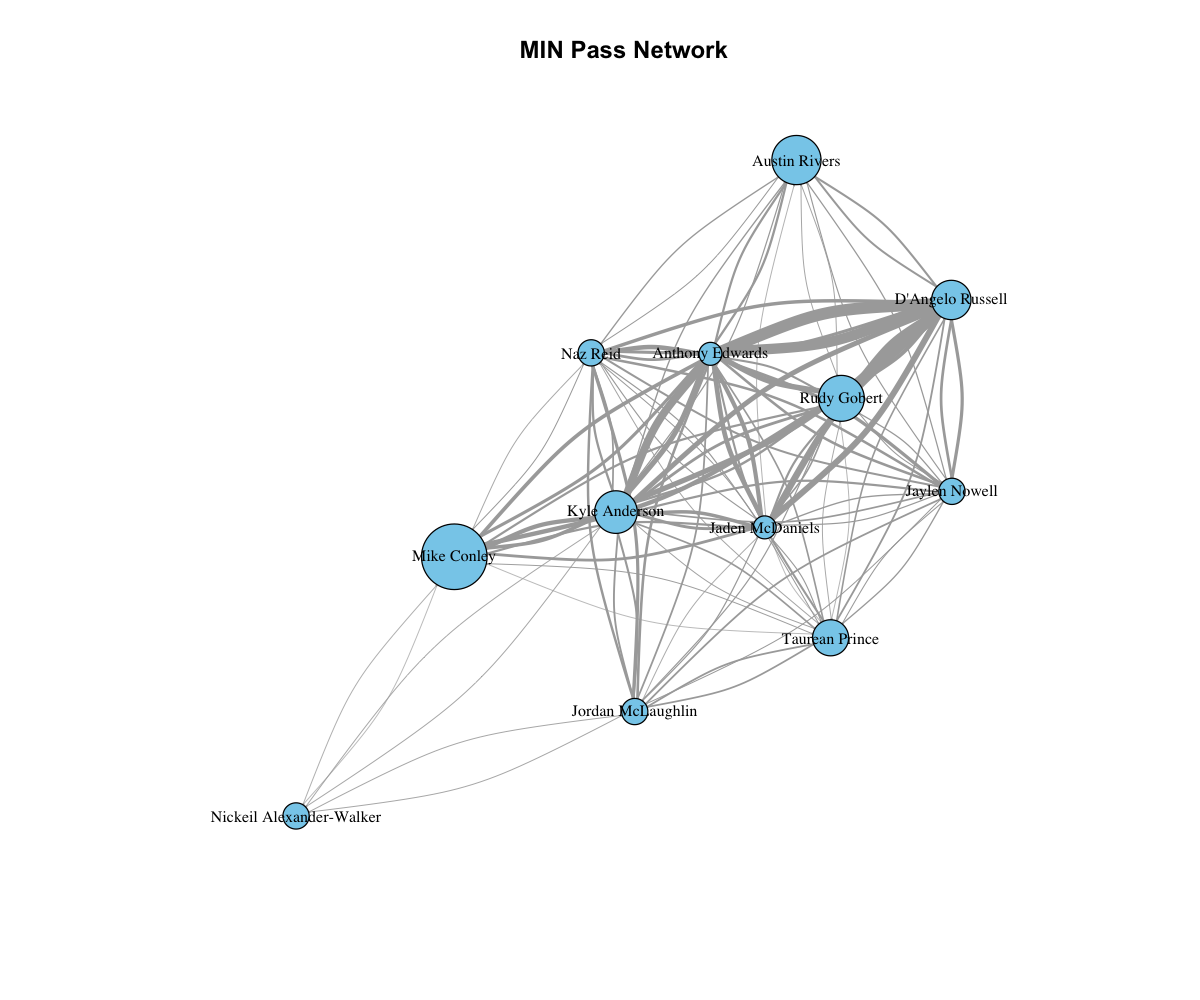 MIN Pass Network
Austin Rivers
D'Angelo Russell
Naz Reid
Anthony Edwards
Rudy Gobert
Jaylen Nowell
Kyle Anderson
Jaden McDaniels
Mike Conley
Taurean Prince
Jordan McLaughlin
Nickeil Alexander-Walker